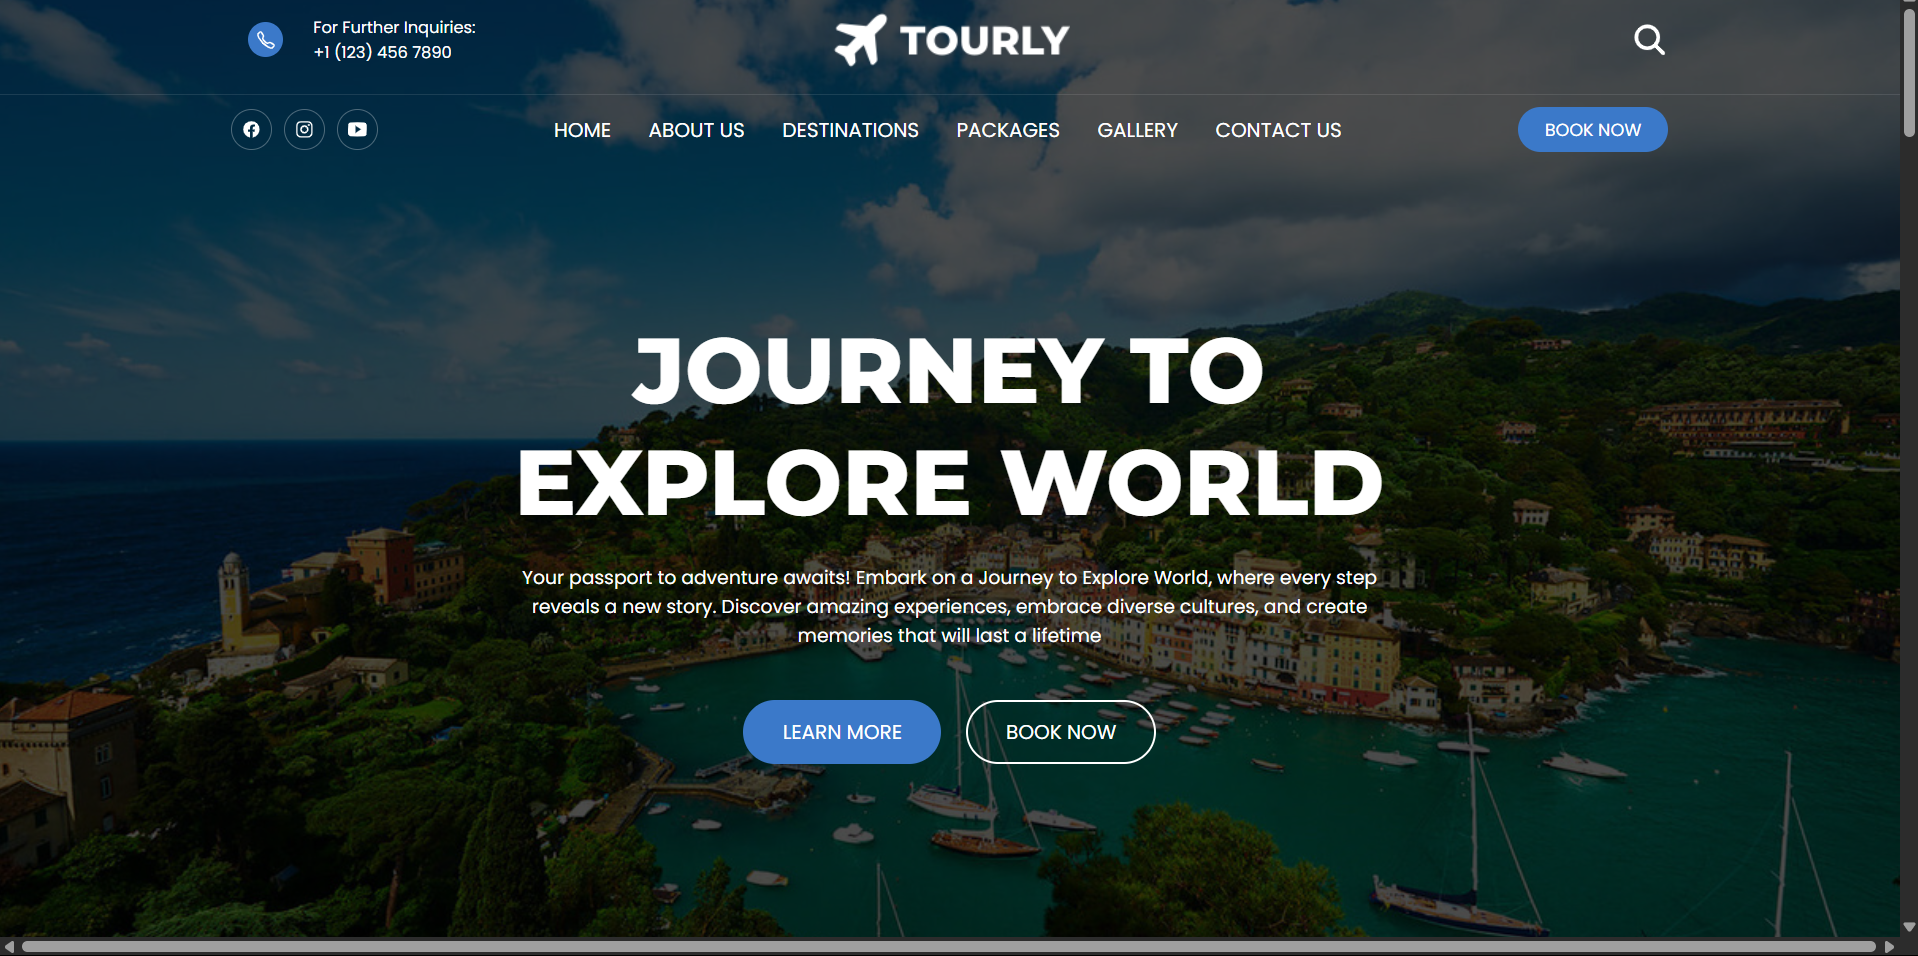 For Further Inquiries:
+1 (123) 456 7890
TOURLY
HOME ABOUT US DESTINATIONS PACKAGES GALLERY CONTACT US
BOOK NOW
JOURNEY TO
EXPLORE WORLD
Your passport to adventure awaits! Embark on a Journey to Explore World, where every step
reveals a new story. Discover amazing experiences, embrace diverse cultures, and create
memories that will last a lifetime
LEARN MORE
BOOK NOW